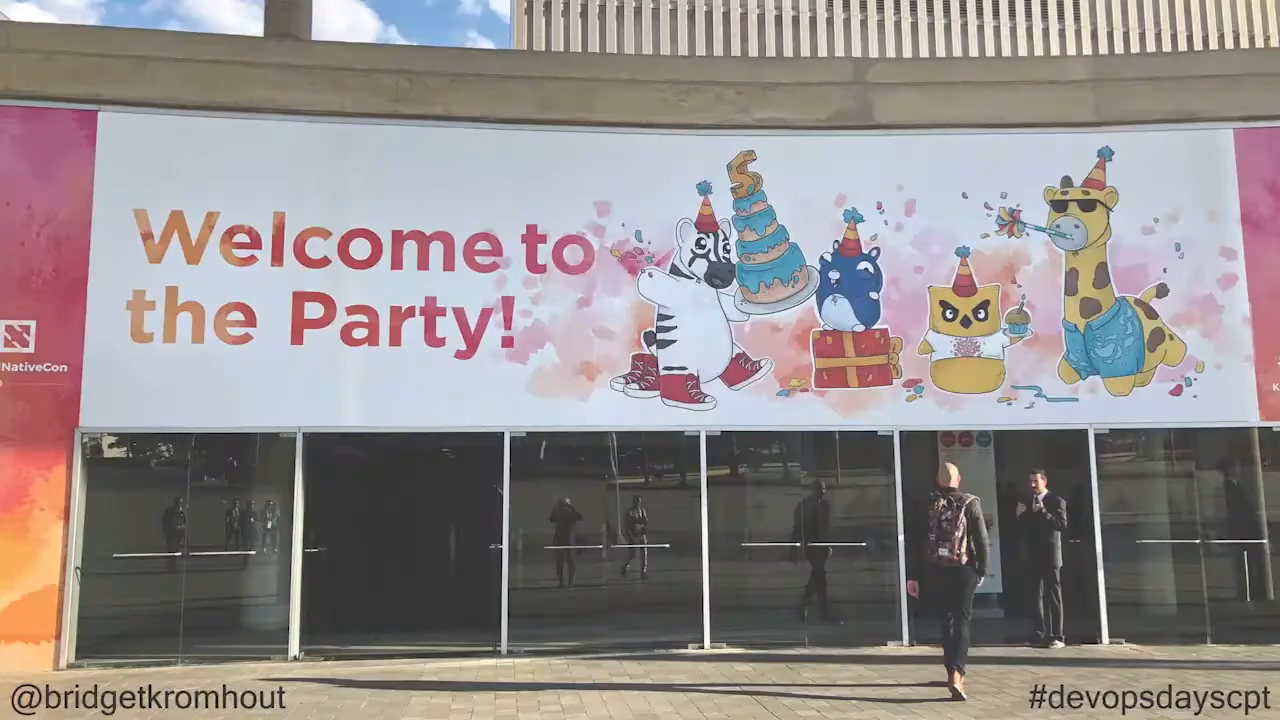 Welcome to
the Party!
NativeCon
5
@bridgetkromhout
#devopsdayscpt